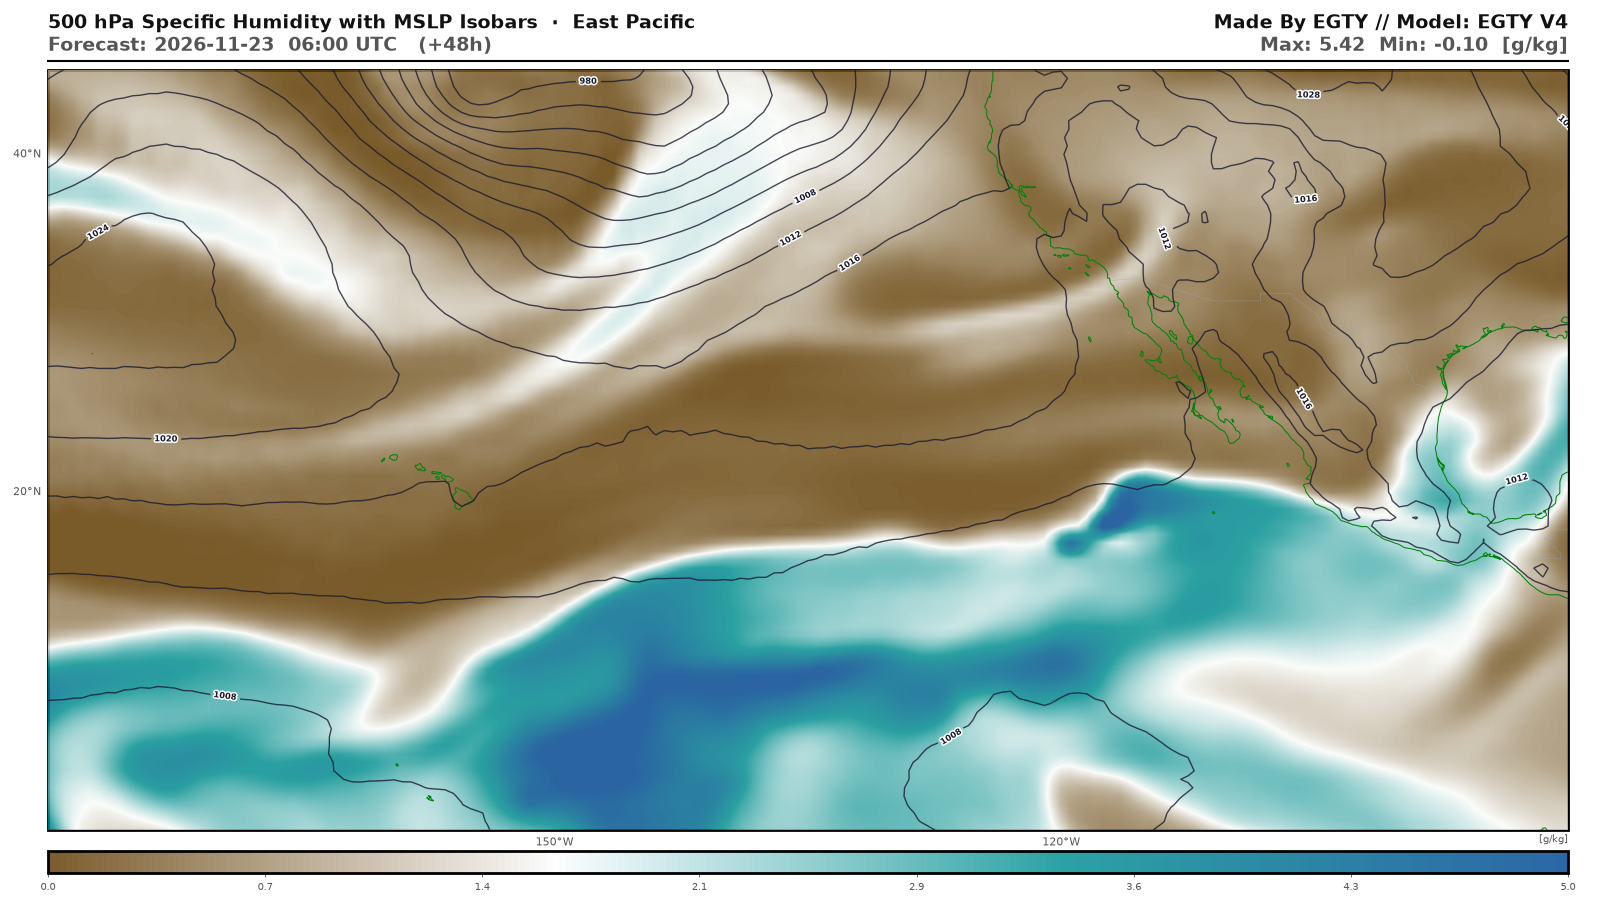 500 hPa Specific Humidity with MSLP Isobars · East Pacific
Made By EGTY // Model: EGTY V4
Forecast: 2026-11-23 06:00 UTC (+48h)
Max: 5.42 Min: -0.10 [g/kg]
980
1028
40°N
1008
1016
1024
1012
1012
1016
1016
1020
1012
20°N
1008
1008
150°W
120°W
[g/kg]
0.0
0.7
1.4
2.1
2.9
3.6
4.3
5.0